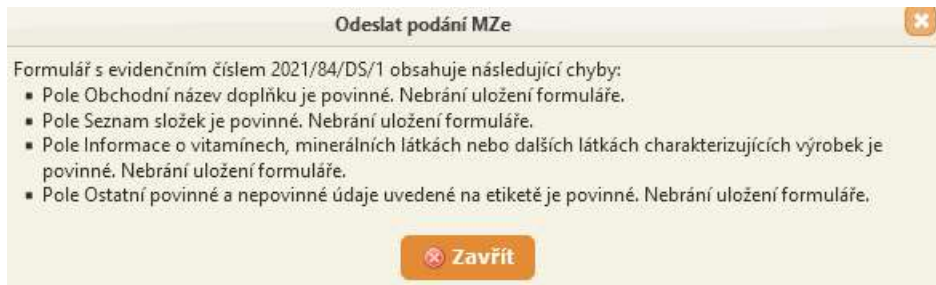 Odeslat podání MZe
Formulář s evidenčním číslem 2021/84/DS/1 obsahuje následující chyby:
▪ Pole Obchodní název doplňku je povinné. Nebrání uložení formuláře.
▪ Pole Seznam složek je povinné. Nebrání uložení formuláře.
▪ Pole Informace o vitamínech, minerálních látkách nebo dalších látkách charakterizujících výrobek je
povinné. Nebrání uložení formuláře.
▪ Pole Ostatní povinné a nepovinné údaje uvedené na etiketě je povinné. Nebrání uložení formuláře.
Zavřít